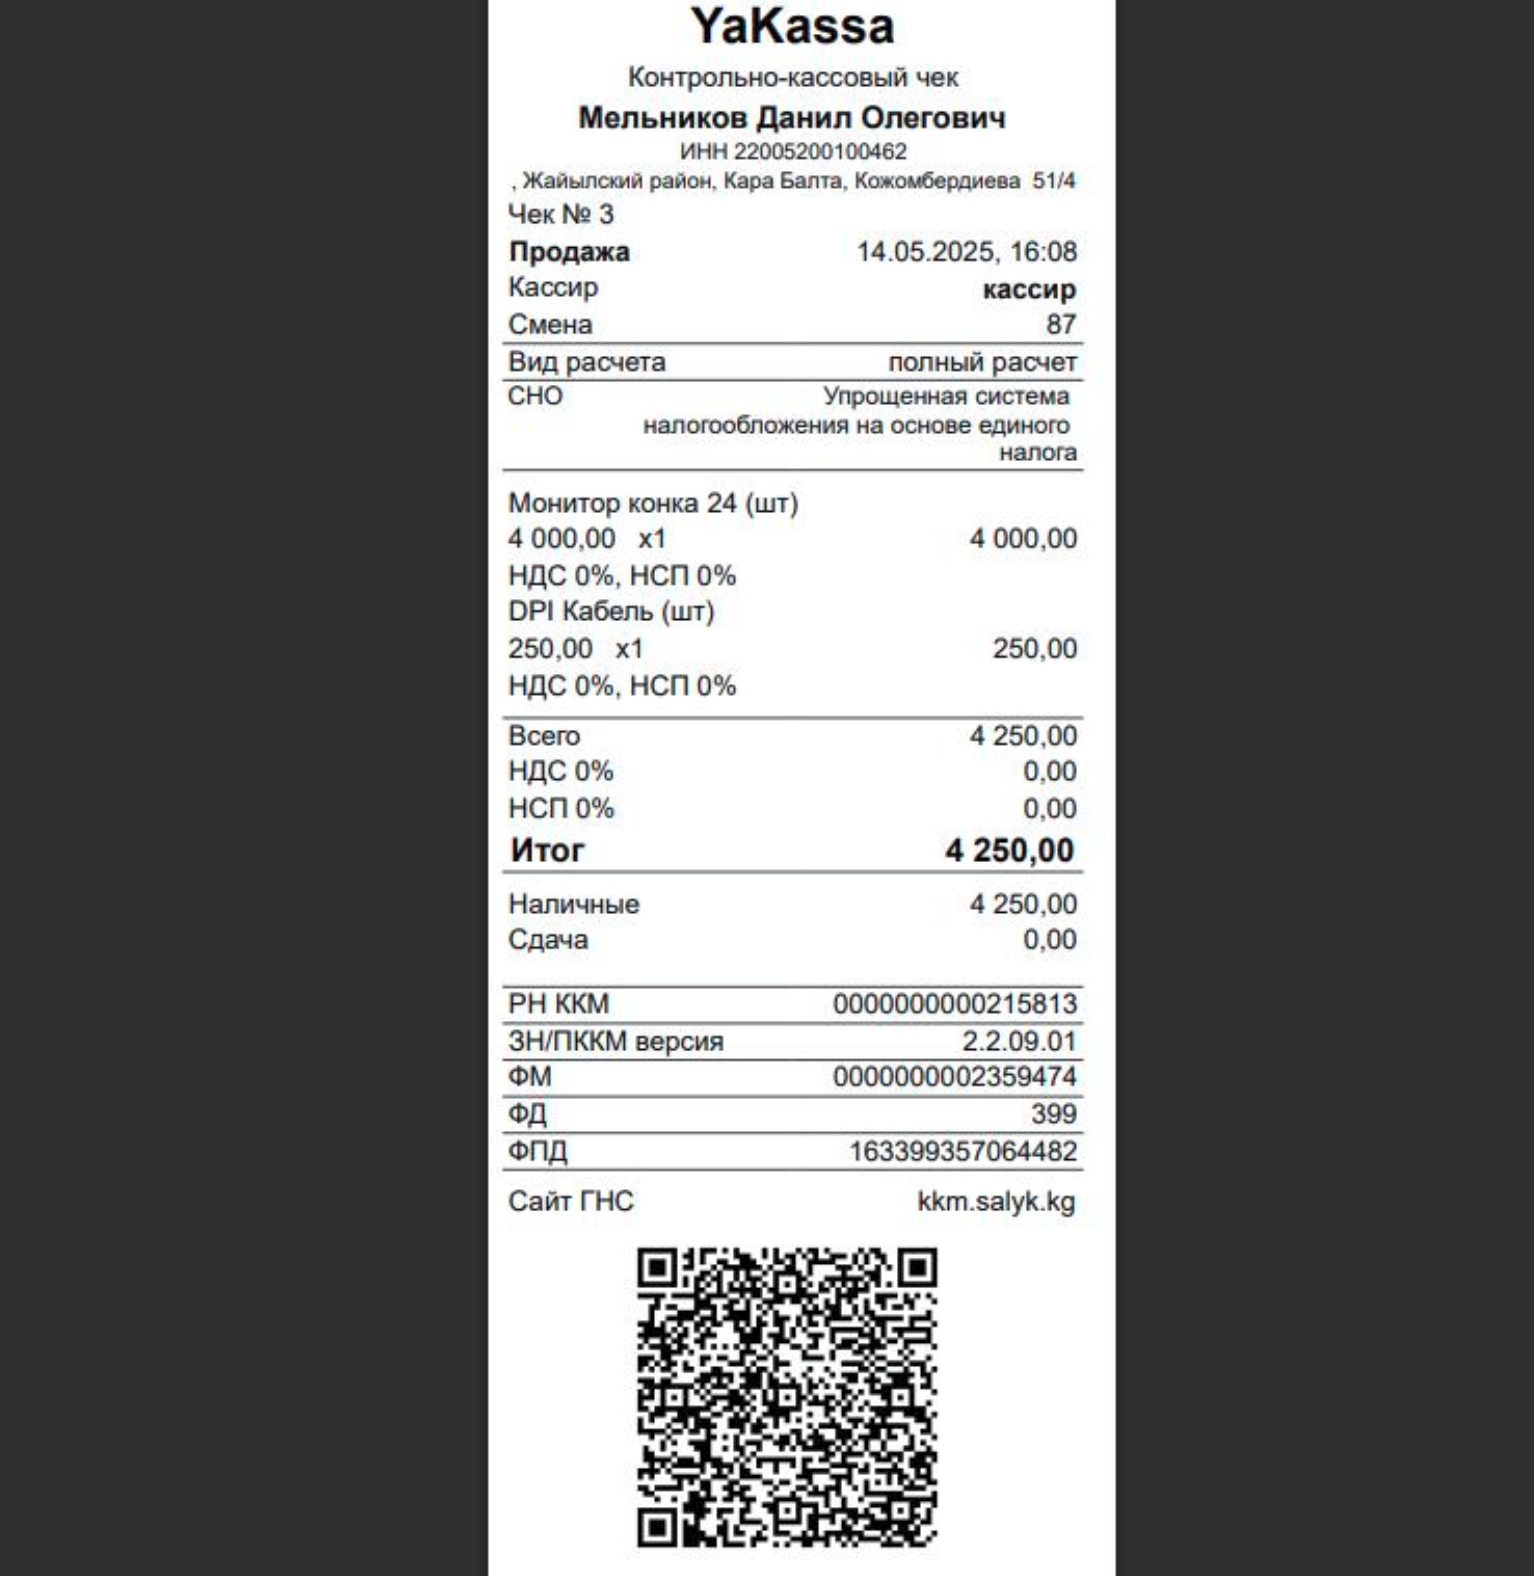 YaKassa
Контрольно-кассовый чек
Мельников Данил Олегович
ИНН 22005200100462
, Жайылский район, Кара Балта, Кожомбердиева 51/4
Чек № 3
Продажа 14.05.2025, 16:08
Кассир кассир
Смена 87
Вид расчета полный расчет
СНО Упрощенная система
налогообложения на основе единого
налога
Монитор конка 24 (шт)
4 000,00 x1 4 000,00
НДС 0%, НСП 0%
DPI Кабель (шт)
250,00 x1 250,00
НДС 0%, НСП 0%
Всего 4 250,00
НДС 0% 0,00
НСП 0% 0,00
Итог 4 250,00
Наличные 4 250,00
Сдача 0,00
РН ККМ 0000000000215813
ЗН/ПККМ версия 2.2.09.01
ФМ 0000000002359474
ФД 399
ФПД 163399357064482
Сайт ГНС kkm.salyk.kg